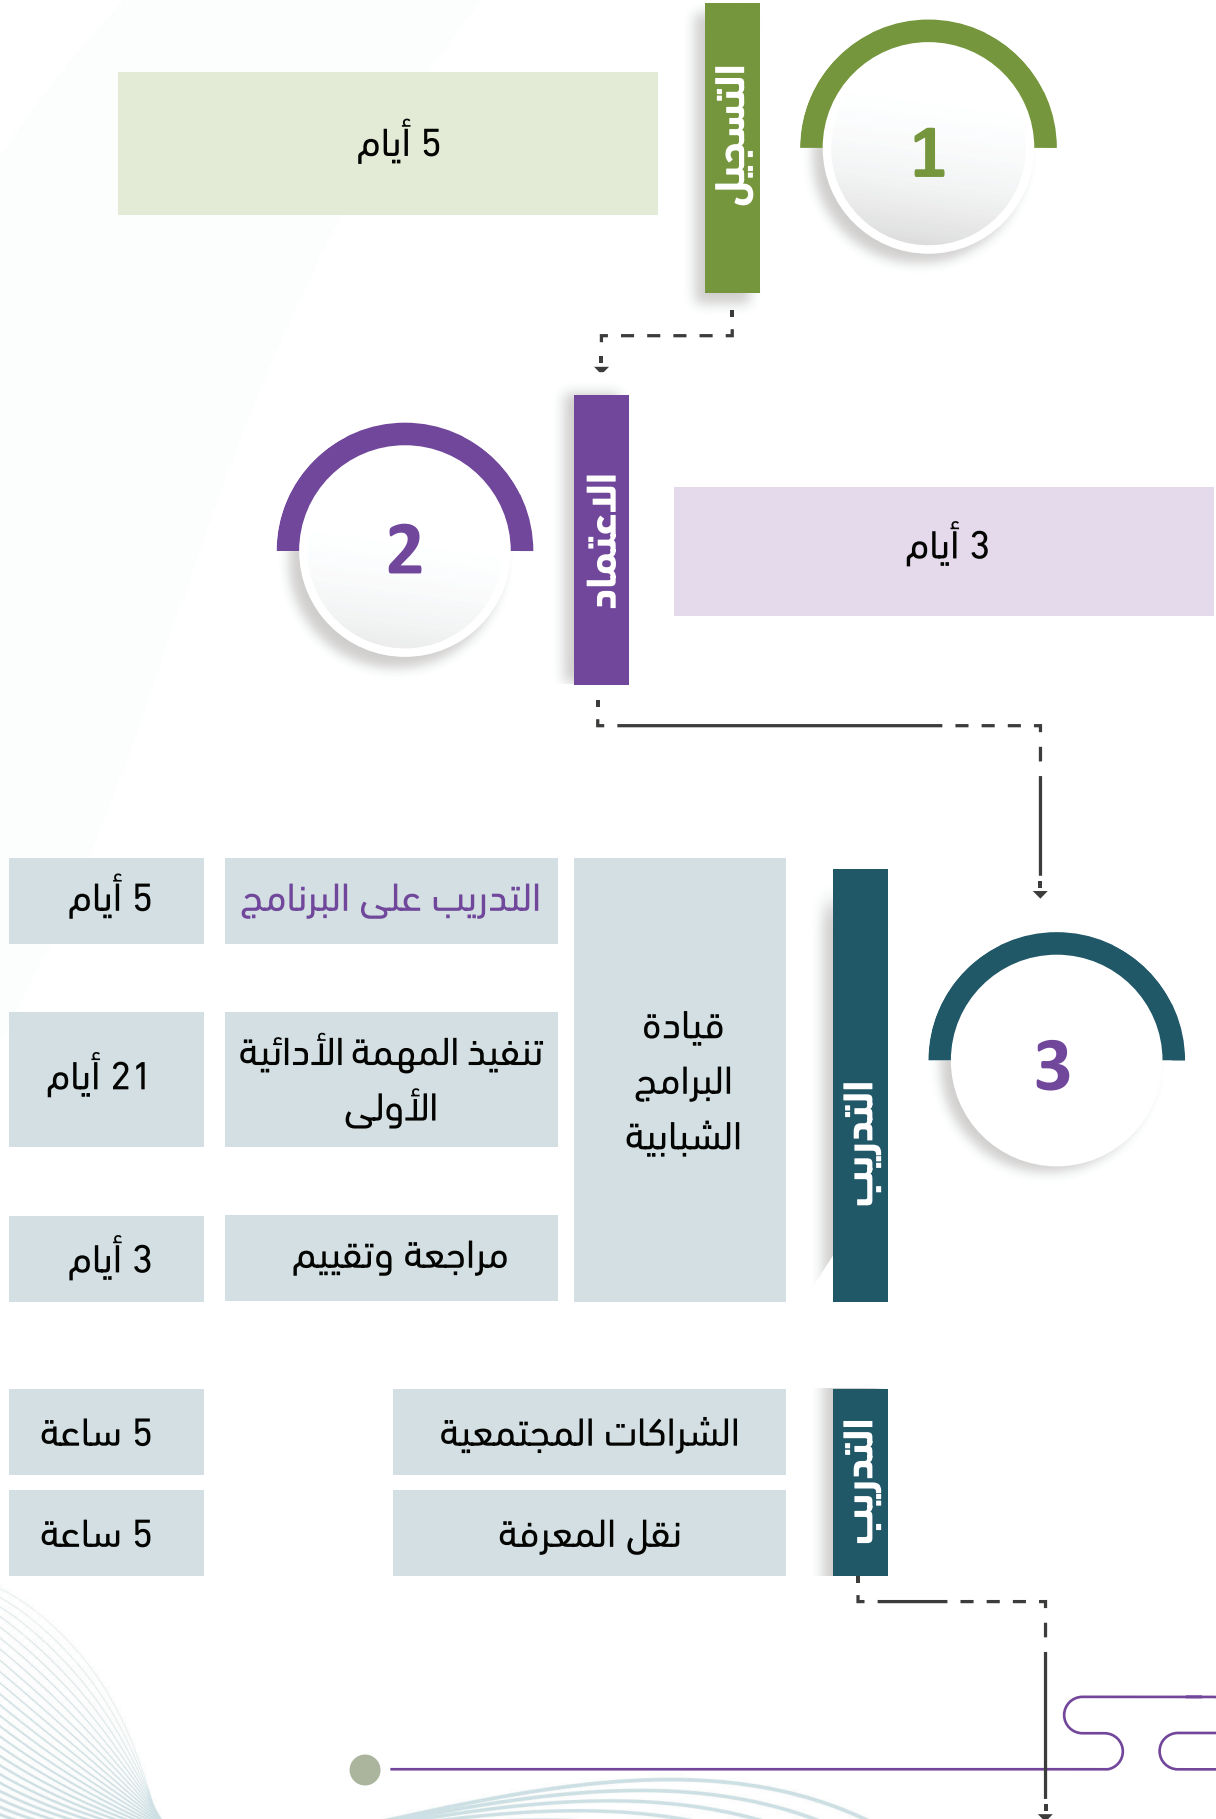 1
التسجيل
5 أيام
2
الاعتماد
3 أيام
3
التدريب
قيادة
البرامج
الشبابية
التدريب على البرنامج
5 أيام
تنفيذ المهمة الأدائية
الأولى
21 أيام
مراجعة وتقييم
3 أيام
التدريب
الشراكات المجتمعية
5 ساعة
نقل المعرفة
5 ساعة